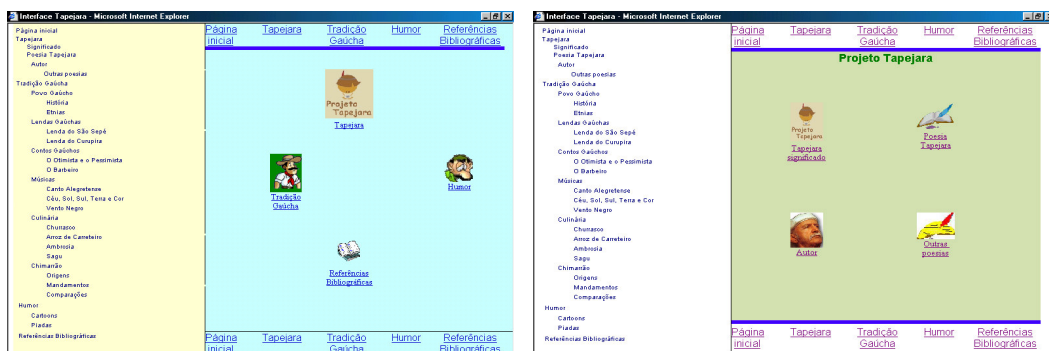 Interface Tapejara - Microsoft Internet Explorer
Página inicial
Tapejara
Significado
Poesia Tapejara
Autor
Outras poesias
Tradição Gaúcha
Povo Gaúcho
História
Etnias
Lendas Gaúchas
Lenda do São Sepé
Lenda do Curupira
Contos Gaúchos
O Otimista e o Pessimista
O Barbeiro
Músicas
Canto Alegretense
Céu, Sol, Sul, Terra e Cor
Vento Negro
Culinária
Churrasco
Arroz de Carreteiro
Ambrosia
Sagu
Chimarrão
Origens
Mandamentos
Comparações
Humor
Cartoons
Piadas
Referências Bibliográficas
Página Tapejara Tradição Humor Referências
inicial Gaúcha Bibliográficas
Projeto
Tapejara
Tapejara
Tradição
Gaúcha
Humor
Referências
Bibliográficas
Página Tapejara Tradição Humor Referências
inicial Gaúcha Bibliográficas
Interface Tapejara - Microsoft Internet Explorer
Página inicial
Tapejara
Significado
Poesia Tapejara
Autor
Outras poesias
Tradição Gaúcha
Povo Gaúcho
História
Etnias
Lendas Gaúchas
Lenda do São Sepé
Lenda do Curupira
Contos Gaúchos
O Otimista e o Pessimista
O Barbeiro
Músicas
Canto Alegretense
Céu, Sol, Sul, Terra e Cor
Vento Negro
Culinária
Churrasco
Arroz de Carreteiro
Ambrosia
Sagu
Chimarrão
Origens
Mandamentos
Comparações
Humor
Cartoons
Piadas
Referências Bibliográficas
Página Tapejara Tradição Humor Referências
inicial Gaúcha Bibliográficas
Projeto Tapejara
Projeto
Tapejara
Tapejara
significado
Poesia
Tapejara
Autor
Outras
poesias
Página Tapejara Tradição Humor Referências
inicial Gaúcha Bibliográficas